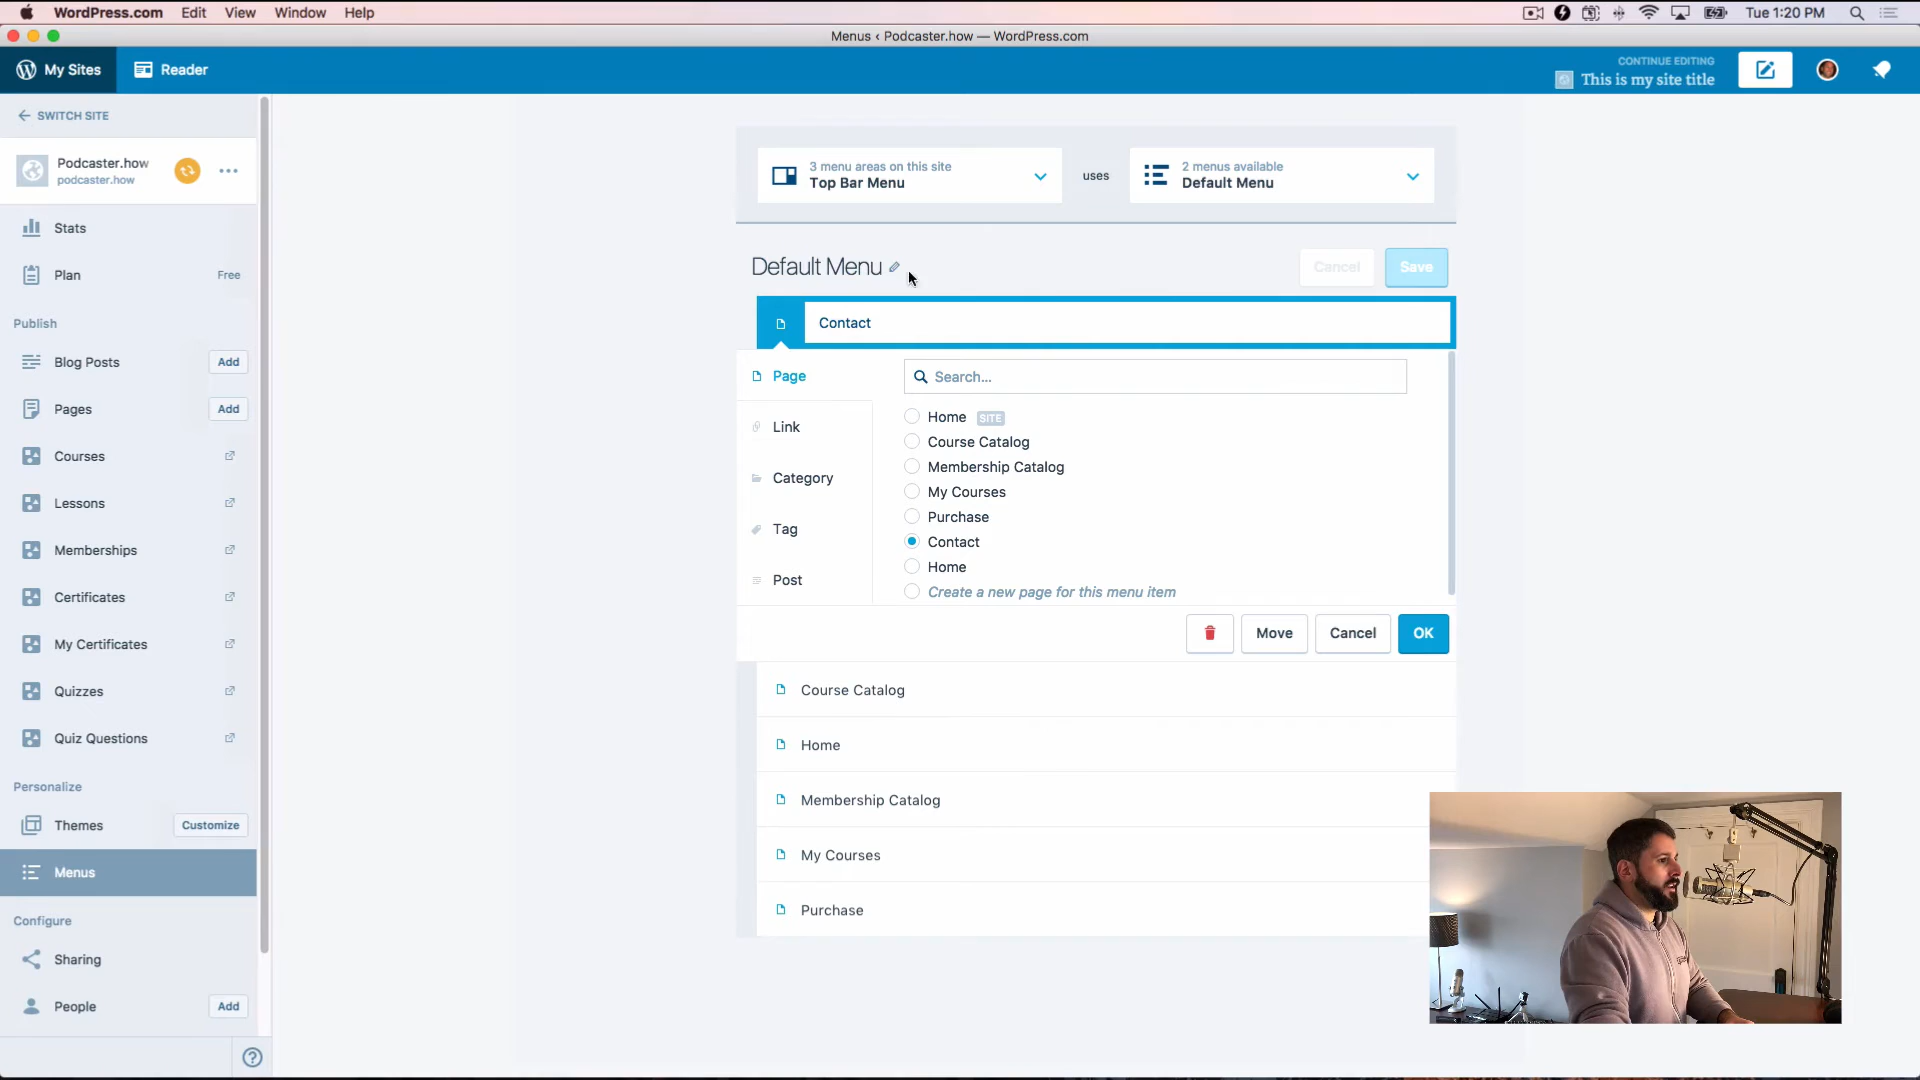 WordPress.com Edit View Window Help
Tue 1:20 PM
Menus ‹ Podcaster.how — WordPress.com
My Sites
Reader
CONTINUE EDITING
This is my site title
SWITCH SITE
Podcaster.how
podcaster.how
Stats
Plan Free
Publish
Blog Posts Add
Pages Add
Courses
Lessons
Memberships
Certificates
My Certificates
Quizzes
Quiz Questions
Personalize
Themes Customize
Menus
Configure
Sharing
People Add
3 menu areas on this site
Top Bar Menu
uses
2 menus available
Default Menu
Default Menu
Cancel Save
Contact
Page
Link
Category
Tag
Post
Search...
Home SITE
Course Catalog
Membership Catalog
My Courses
Purchase
Contact
Home
Create a new page for this menu item
Move Cancel OK
Course Catalog
Home
Membership Catalog
My Courses
Purchase